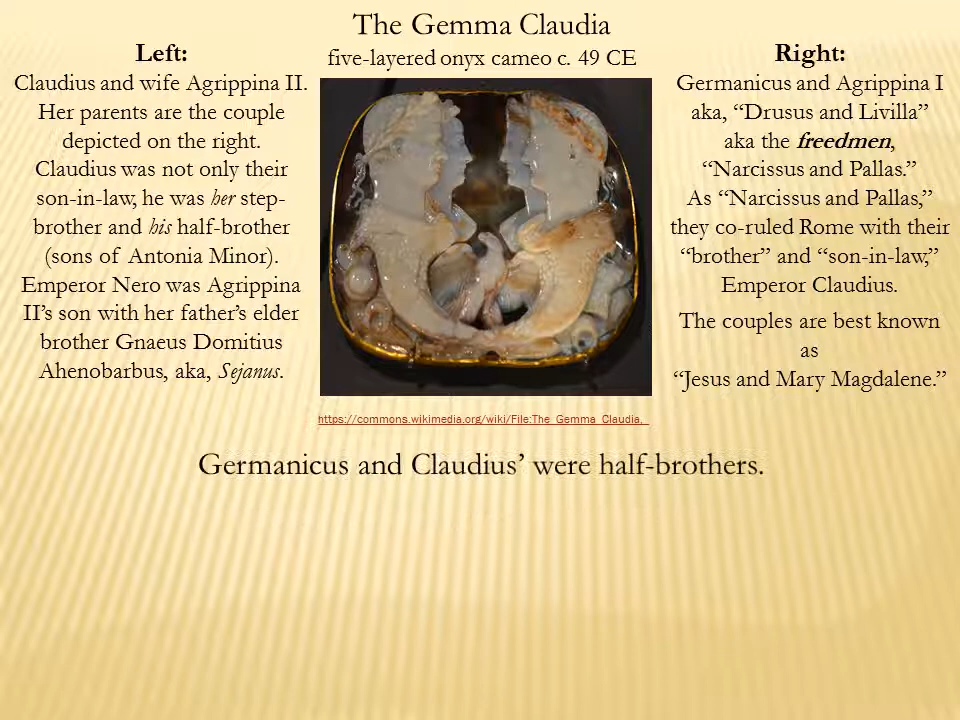 The Gemma Claudia
five-layered onyx cameo c. 49 CE
Left:
Claudius and wife Agrippina II.
Her parents are the couple
depicted on the right.
Claudius was not only their
son-in-law; he was her step-
brother and his half-brother
(sons of Antonia Minor).
Emperor Nero was Agrippina
II’s son with her father’s elder
brother Gnaeus Domitius
Ahenobarbus, aka, Sejanus.
Right:
Germanicus and Agrippina I
aka, “Drusus and Livilla”
aka the freedmen,
“Narcissus and Pallas.”
As “Narcissus and Pallas,”
they co-ruled Rome with their
“brother” and “son-in-law,”
Emperor Claudius.
The couples are best known
as
“Jesus and Mary Magdalene.”
https://commons.wikimedia.org/wiki/File:The_Gemma_Claudia,_
Germanicus and Claudius’ were half-brothers.